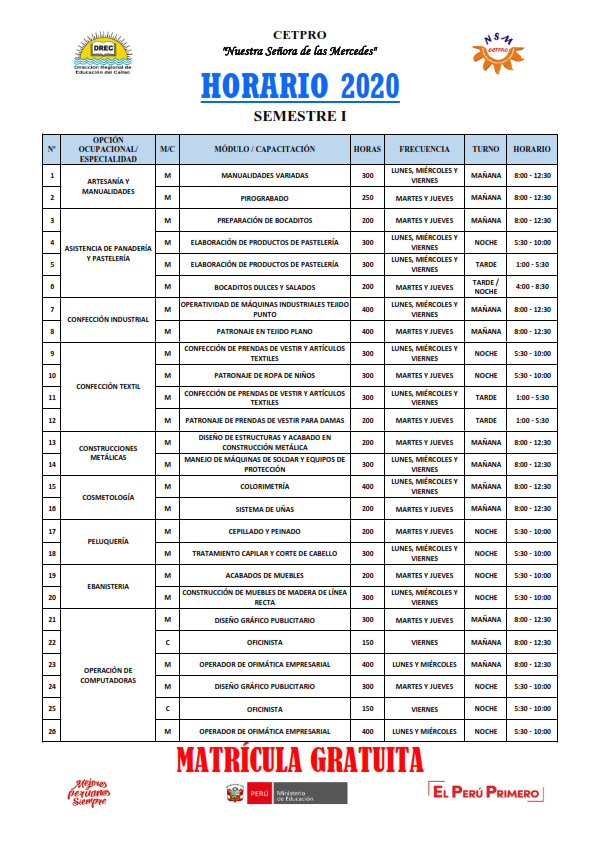 CETPRO
"Nuestra Señora de las Mercedes"
DREC
Dirección Regional de
Educación del Callao
NSM
CETPRO
HORARIO 2020
SEMESTRE I
N° OPCIÓN OCUPACIONAL/ ESPECIALIDAD M/C MÓDULO / CAPACITACIÓN HORAS FRECUENCIA TURNO HORARIO
ARTESANÍA Y MANUALIDADES
1 M MANUALIDADES VARIADAS 300 LUNES, MIÉRCOLES Y VIERNES MAÑANA 8:00 - 12:30
2 M PIROGRABADO 250 MARTES Y JUEVES MAÑANA 8:00 - 12:30
ASISTENCIA DE PANADERÍA Y PASTELERÍA
3 M PREPARACIÓN DE BOCADITOS 200 MARTES Y JUEVES MAÑANA 8:00 - 12:30
4 M ELABORACIÓN DE PRODUCTOS DE PASTELERÍA 300 LUNES, MIÉRCOLES Y VIERNES NOCHE 5:30 - 10:00
5 M ELABORACIÓN DE PRODUCTOS DE PASTELERÍA 300 LUNES, MIÉRCOLES Y VIERNES TARDE 1:00 - 5:30
6 M BOCADITOS DULCES Y SALADOS 200 MARTES Y JUEVES TARDE / NOCHE 4:00 - 8:30
CONFECCIÓN INDUSTRIAL
7 M OPERATIVIDAD DE MÁQUINAS INDUSTRIALES TEJIDO PUNTO 400 LUNES, MIÉRCOLES Y VIERNES MAÑANA 8:00 - 12:30
8 M PATRONAJE EN TEJIDO PLANO 400 MARTES Y JUEVES MAÑANA 8:00 - 12:30
CONFECCIÓN TEXTIL
9 M CONFECCIÓN DE PRENDAS DE VESTIR Y ARTÍCULOS TEXTILES 300 LUNES, MIÉRCOLES Y VIERNES NOCHE 5:30 - 10:00
10 M PATRONAJE DE ROPA DE NIÑOS 300 MARTES Y JUEVES NOCHE 5:30 - 10:00
11 M CONFECCIÓN DE PRENDAS DE VESTIR Y ARTÍCULOS TEXTILES 300 LUNES, MIÉRCOLES Y VIERNES TARDE 1:00 - 5:30
12 M PATRONAJE DE PRENDAS DE VESTIR PARA DAMAS 200 MARTES Y JUEVES TARDE 1:00 - 5:30
CONSTRUCCIONES METÁLICAS
13 M DISEÑO DE ESTRUCTURAS Y ACABADO EN CONSTRUCCIÓN METÁLICA 200 MARTES Y JUEVES MAÑANA 8:00 - 12:30
14 M MANEJO DE MÁQUINAS DE SOLDAR Y EQUIPOS DE PROTECCIÓN 300 LUNES, MIÉRCOLES Y VIERNES MAÑANA 8:00 - 12:30
COSMETOLOGÍA
15 M COLORIMETRÍA 400 LUNES, MIÉRCOLES Y VIERNES MAÑANA 8:00 - 12:30
16 M SISTEMA DE UÑAS 200 MARTES Y JUEVES MAÑANA 8:00 - 12:30
PELUQUERÍA
17 M CEPILLADO Y PEINADO 200 MARTES Y JUEVES NOCHE 5:30 - 10:00
18 M TRATAMIENTO CAPILAR Y CORTE DE CABELLO 300 LUNES, MIÉRCOLES Y VIERNES NOCHE 5:30 - 10:00
EBANISTERIA
19 M ACABADOS DE MUEBLES 200 MARTES Y JUEVES NOCHE 5:30 - 10:00
20 M CONSTRUCCIÓN DE MUEBLES DE MADERA DE LÍNEA RECTA 300 LUNES, MIÉRCOLES Y VIERNES NOCHE 5:30 - 10:00
OPERACIÓN DE COMPUTADORAS
21 M DISEÑO GRÁFICO PUBLICITARIO 300 MARTES Y JUEVES MAÑANA 8:00 - 12:30
22 C OFICINISTA 150 VIERNES MAÑANA 8:00 - 12:30
23 M OPERADOR DE OFIMÁTICA EMPRESARIAL 400 LUNES Y MIÉRCOLES MAÑANA 8:00 - 12:30
24 M DISEÑO GRÁFICO PUBLICITARIO 300 MARTES Y JUEVES NOCHE 5:30 - 10:00
25 C OFICINISTA 150 VIERNES NOCHE 5:30 - 10:00
26 M OPERADOR DE OFIMÁTICA EMPRESARIAL 400 LUNES Y MIÉRCOLES NOCHE 5:30 - 10:00
MATRÍCULA GRATUITA
Mejores
peruanos
Siempre
PERÚ
Ministerio
de Educación
EL PERÚ PRIMERO